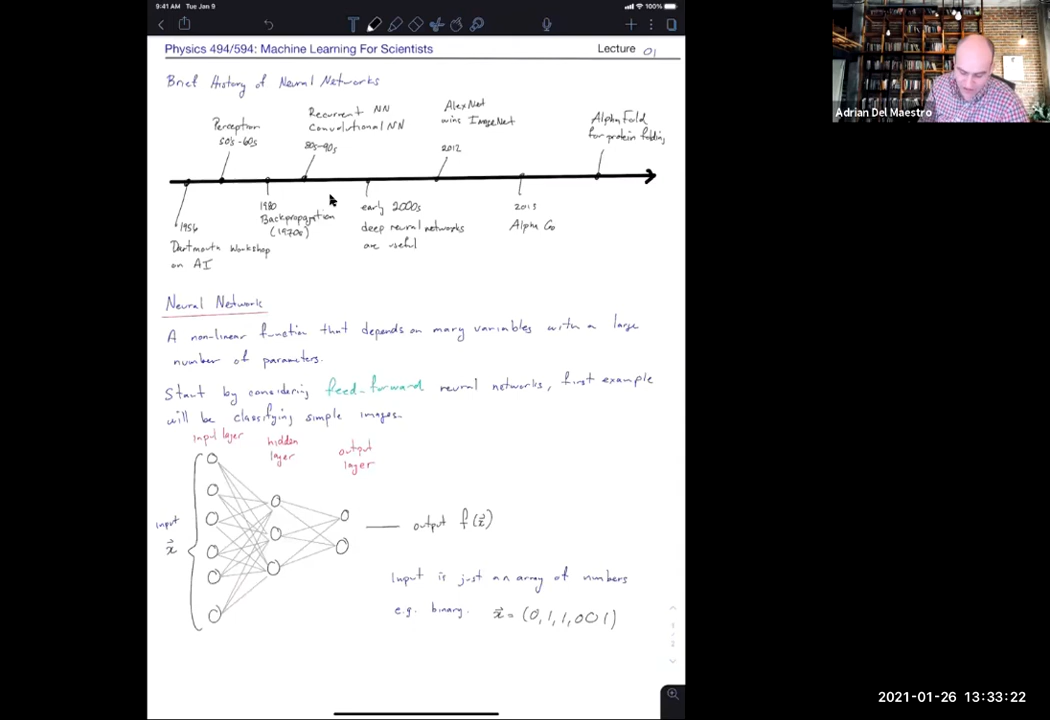 9:41 AM Tue Jan 9
100%
Physics 494/594: Machine Learning For Scientists
Lecture 01
Brief History of Neural Networks
Perceptron
50's-60s
Recurrent NN
Convolutional NN
80s-90s
AlexNet
wins ImageNet
2012
AlphaFold
for protein folding
1956
Dartmouth Workshop
on AI
1980
Backpropagation
(1970s)
early 2000s
deep neural networks
are useful
2015
Alpha Go
Neural Network
A non-linear function that depends on many variables with a large
number of parameters.
Start by considering feed-forward neural networks, first example
will be classifying simple images.
input layer
hidden
layer
output
layer
input
x⃗
output f(x⃗)
Input is just an array of numbers
e.g. binary. x⃗ = (0,1,1,001)
1
/
2
Adrian Del Maestro
2021-01-26 13:33:22